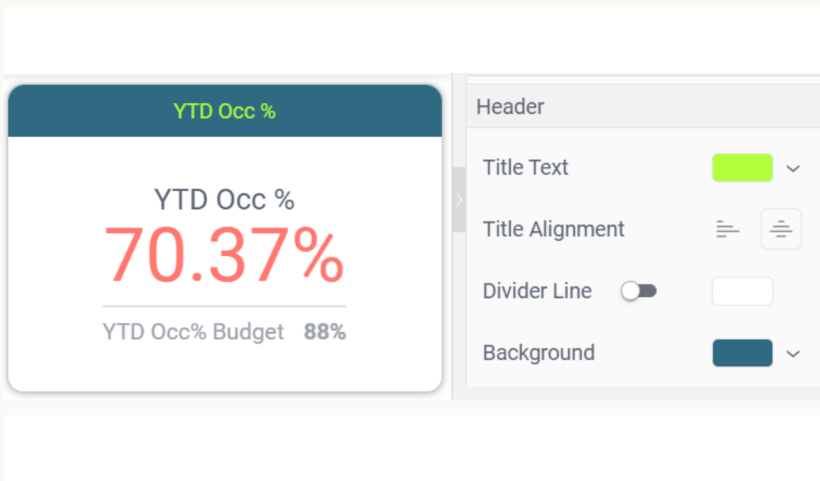 YTD Occ %
YTD Occ %
70.37%
YTD Occ% Budget 88%
Header
Title Text
Title Alignment
Divider Line
Background